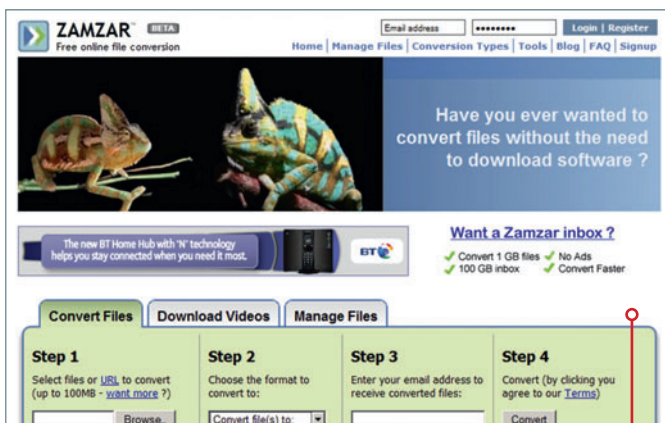 ZAMZAR™ BETA
Free online file conversion
Email address
Login | Register
Home | Manage Files | Conversion Types | Tools | Blog | FAQ | Signup
Have you ever wanted to
convert files without the need
to download software ?
The new BT Home Hub with 'N' technology
helps you stay connected when you need it most.
BT
Want a Zamzar inbox ?
Convert 1 GB files
No Ads
100 GB inbox
Convert Faster
Convert Files
Download Videos
Manage Files
Step 1
Select files or URL to convert
(up to 100MB - want more ?)
Browse..
Step 2
Choose the format to
convert to:
Convert file(s) to:
Step 3
Enter your email address to
receive converted files:
Step 4
Convert (by clicking you
agree to our Terms)
Convert